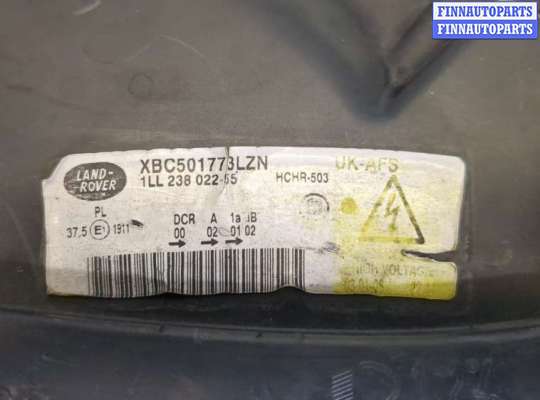 FINNAUTOPARTS
FINNAUTOPARTS
LAND-
ROVER
XBC501773LZN
1LL 238 022-55
HCHR-503
UK-AFS
PL
37.5 E1 1911
DCR A 1a
00 02 01 02
HIGH VOLTAGE